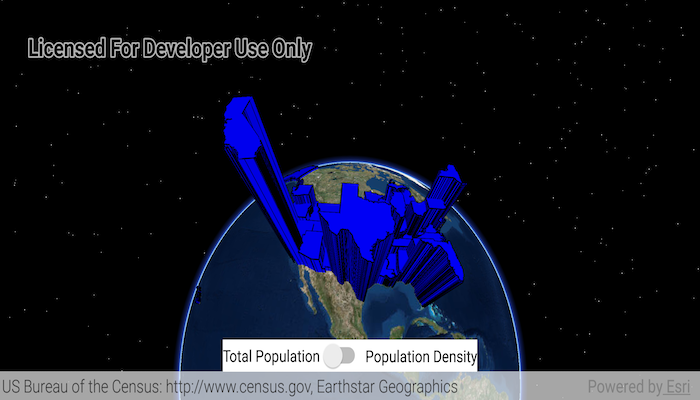 Licensed For Developer Use Only
Total Population Population Density
US Bureau of the Census: http://www.census.gov, Earthstar Geographics Powered by Esri